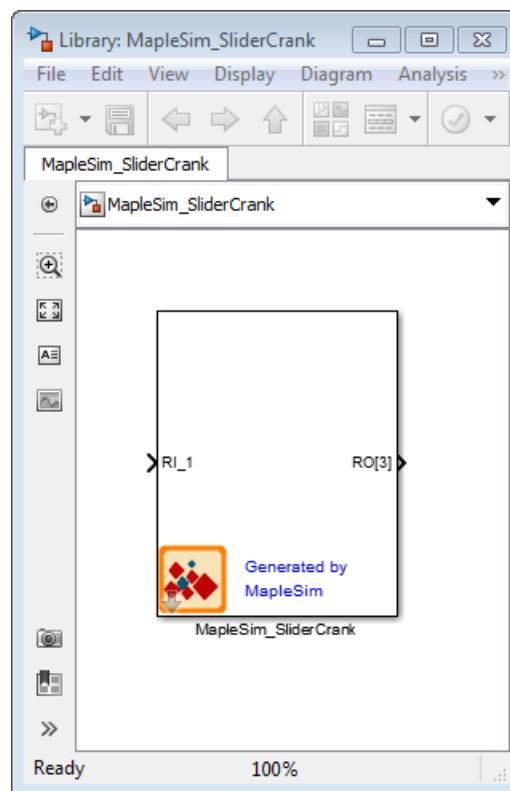 Library: MapleSim_SliderCrank
File Edit View Display Diagram Analysis »
MapleSim_SliderCrank
MapleSim_SliderCrank
RI_1 RO[3]
Generated by
MapleSim
MapleSim_SliderCrank
Ready 100%